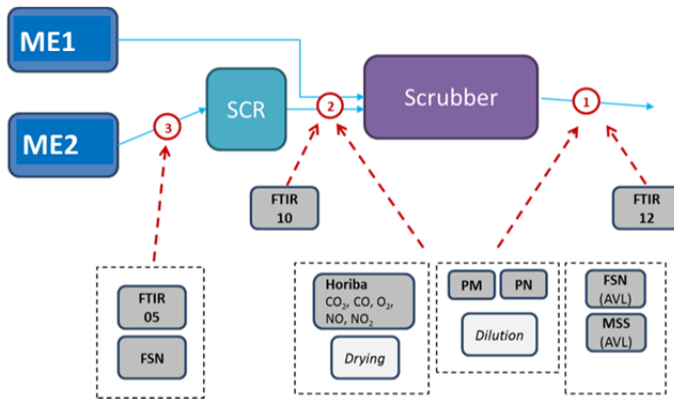 ME1
ME2
3
SCR
2
Scrubber
1
FTIR
10
FTIR
12
FTIR
05
FSN
Horiba
CO₂, CO, O₂,
NO, NO₂
Drying
PM
PN
Dilution
FSN
(AVL)
MSS
(AVL)